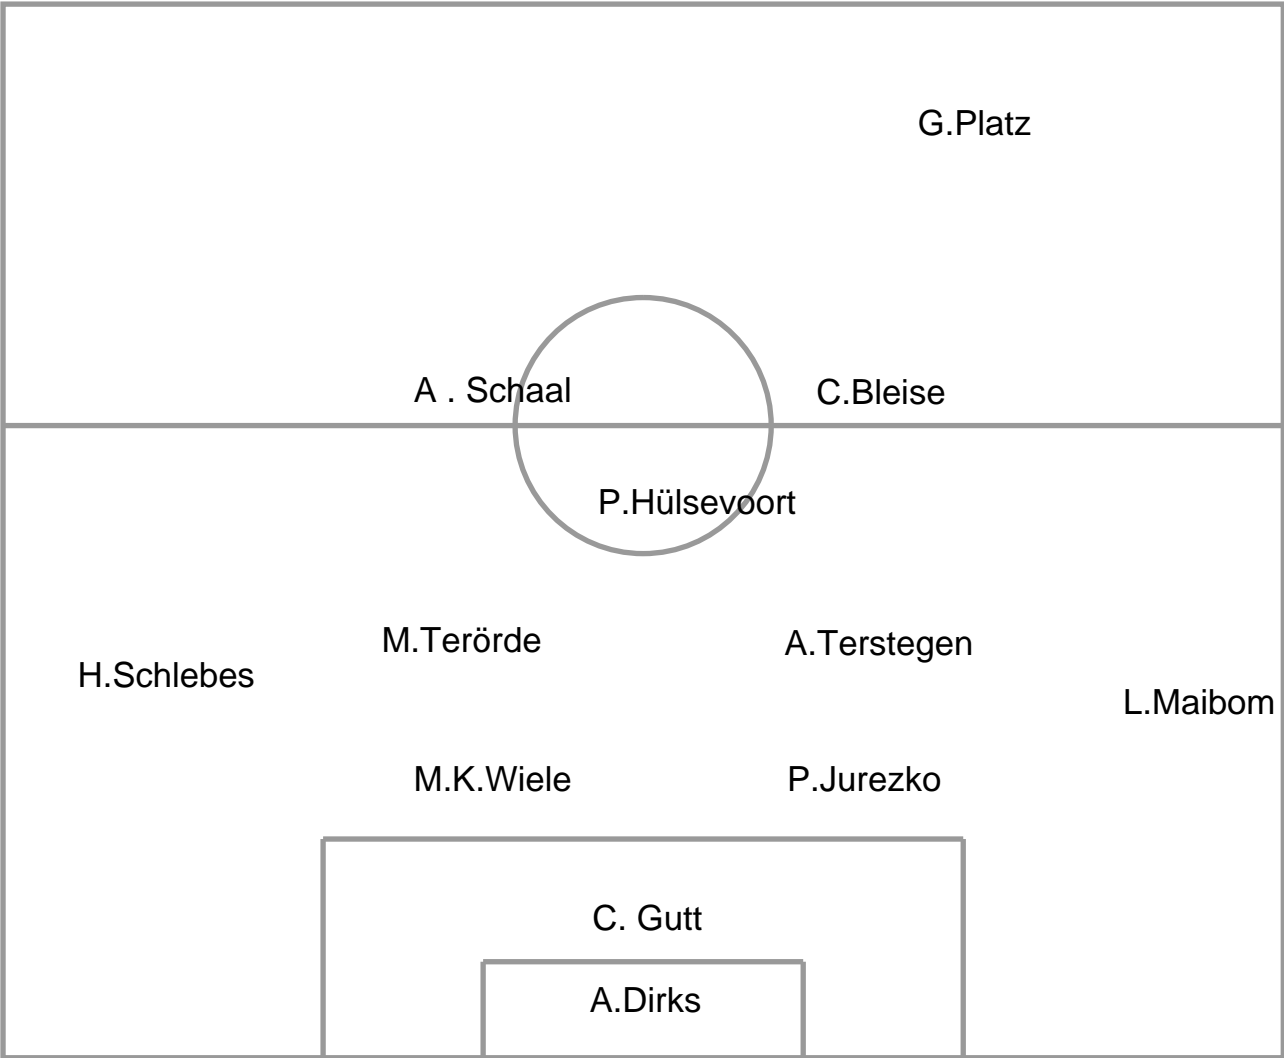 G.Platz
A . Schaal
C.Bleise
P.Hülsevoort
M.Terörde
A.Terstegen
H.Schlebes
L.Maibom
M.K.Wiele
P.Jurezko
C. Gutt
A.Dirks